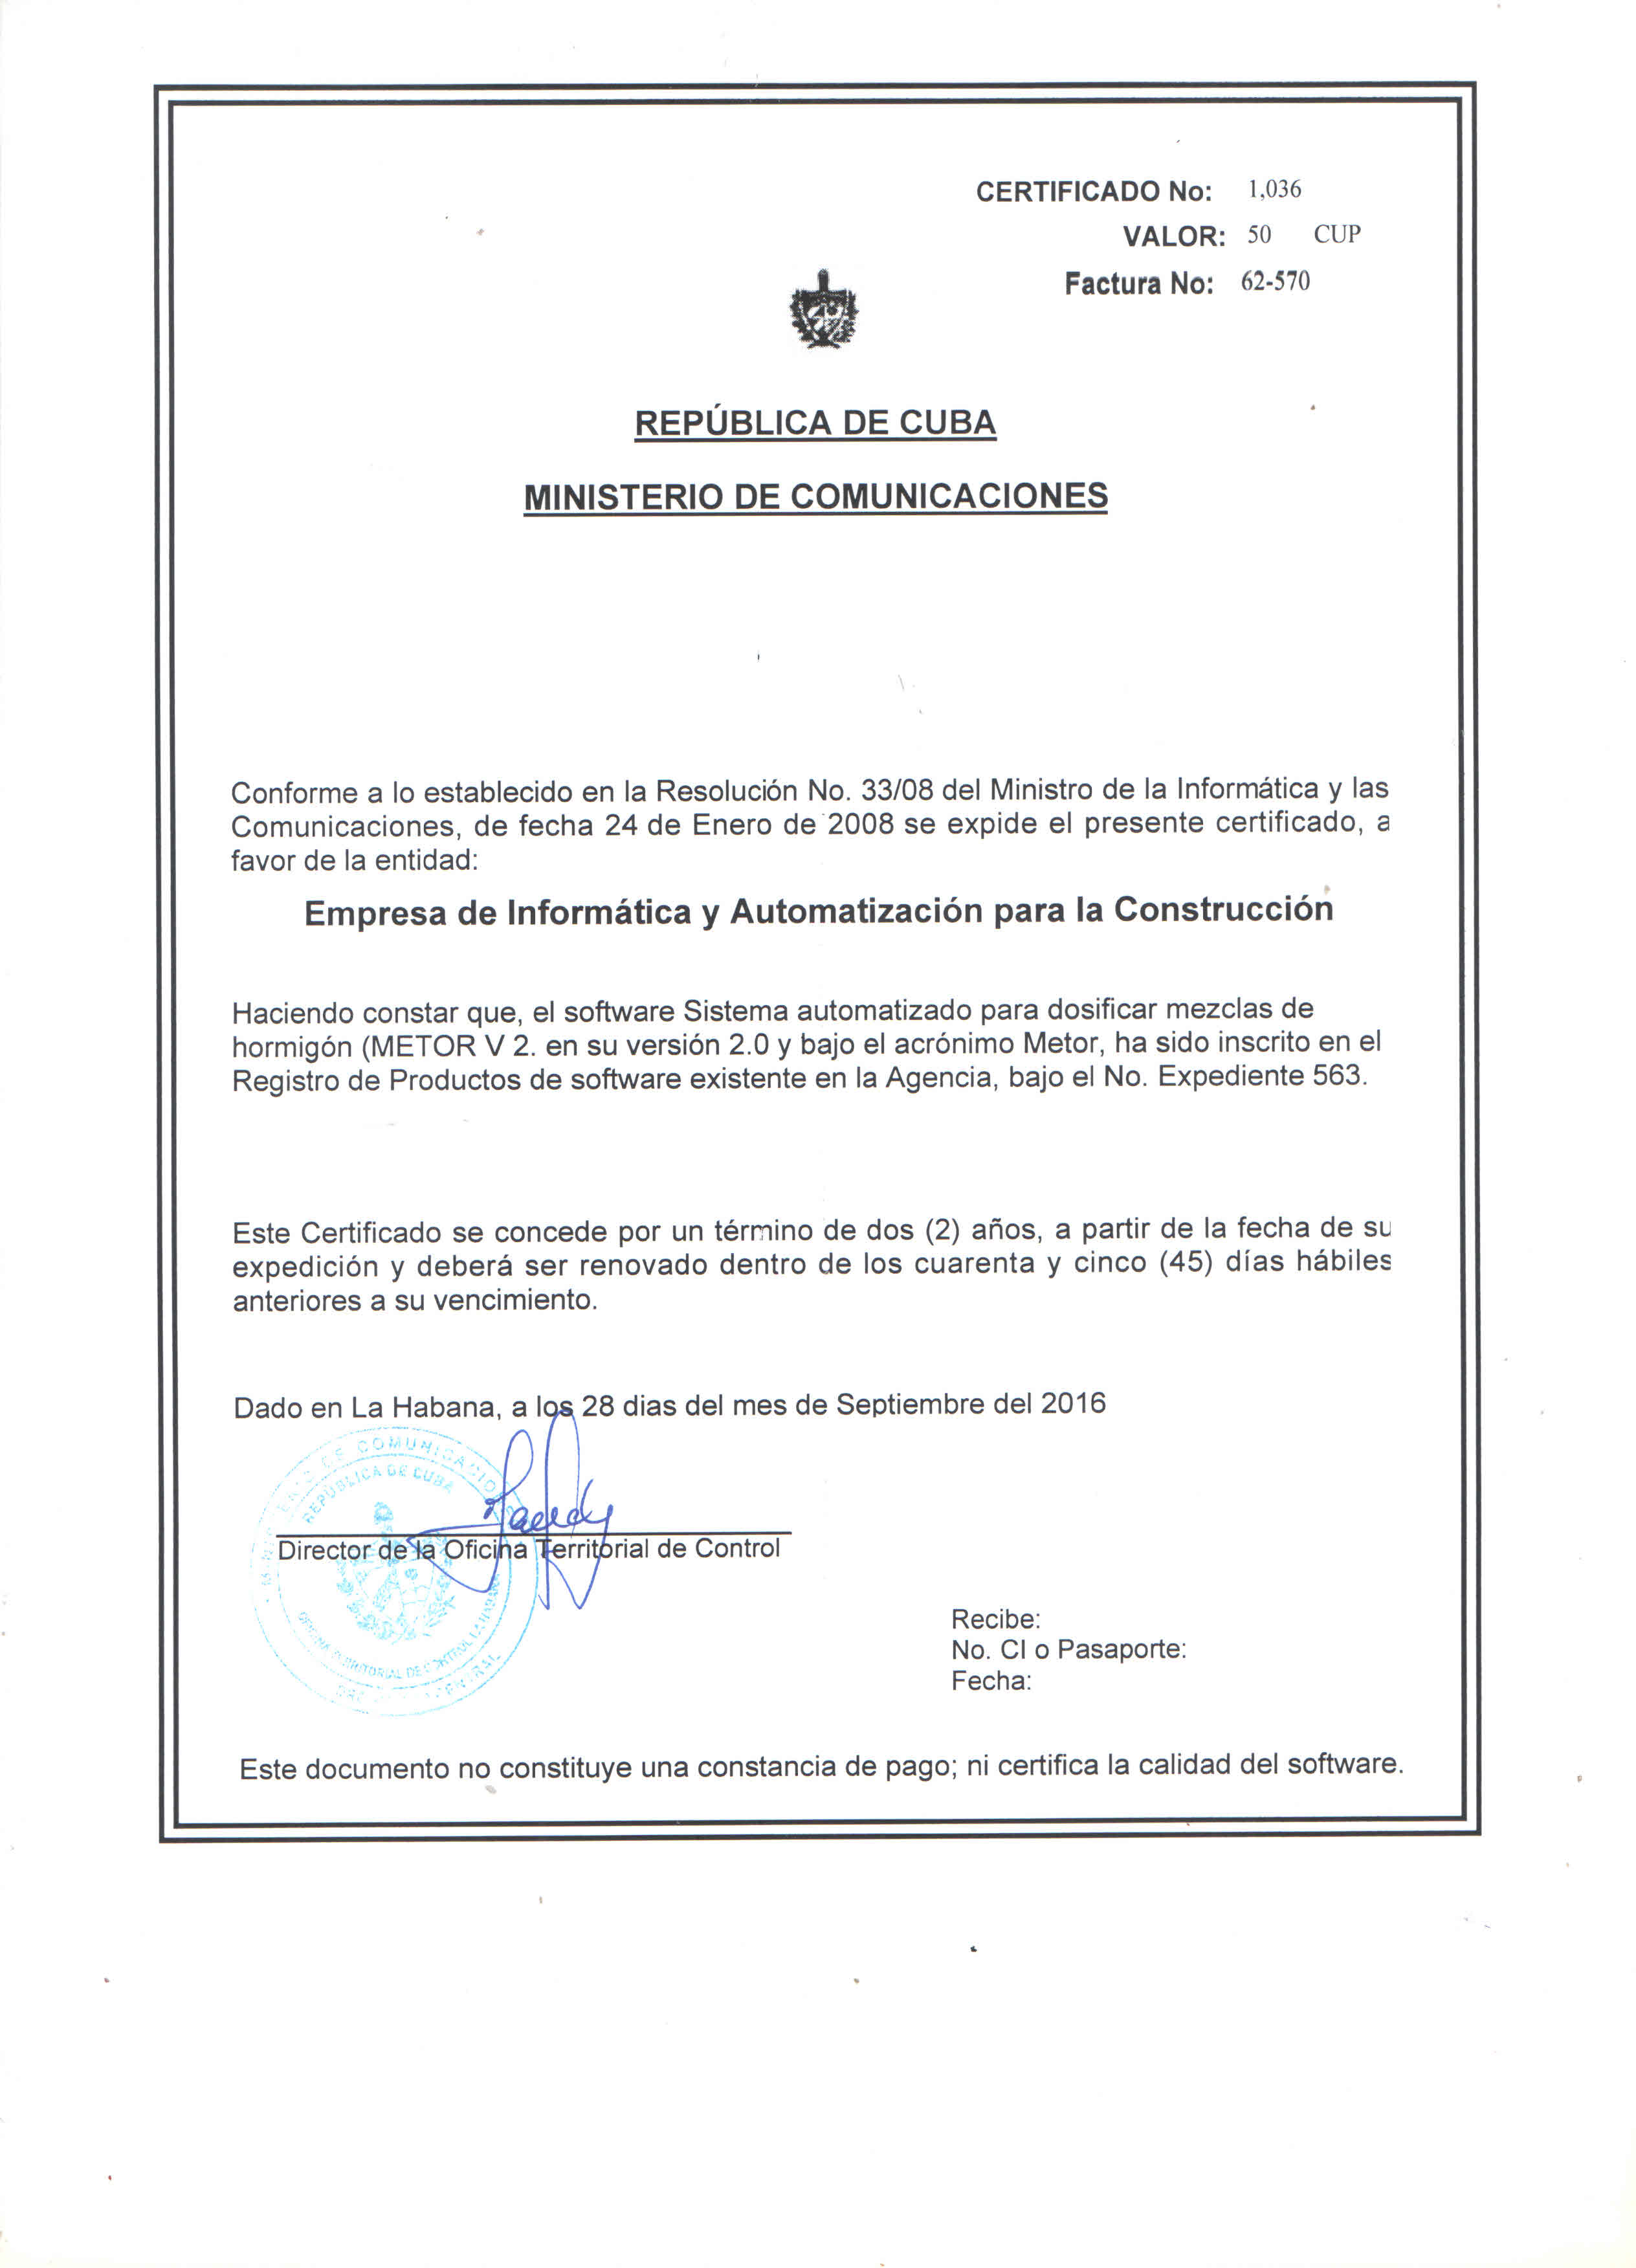 CERTIFICADO No: 1,036
VALOR: 50 CUP
Factura No: 62-570
REPÚBLICA DE CUBA
MINISTERIO DE COMUNICACIONES
Conforme a lo establecido en la Resolución No. 33/08 del Ministro de la Informática y las
Comunicaciones, de fecha 24 de Enero de 2008 se expide el presente certificado, a
favor de la entidad:
Empresa de Informática y Automatización para la Construcción
Haciendo constar que, el software Sistema automatizado para dosificar mezclas de
hormigón (METOR V 2. en su versión 2.0 y bajo el acrónimo Metor, ha sido inscrito en el
Registro de Productos de software existente en la Agencia, bajo el No. Expediente 563.
Este Certificado se concede por un término de dos (2) años, a partir de la fecha de su
expedición y deberá ser renovado dentro de los cuarenta y cinco (45) días hábiles
anteriores a su vencimiento.
Dado en La Habana, a los 28 dias del mes de Septiembre del 2016
DE COMUNICACIO
REPÚBLICA DE CUBA
Director de la Oficina Territorial de Control
Recibe:
No. CI o Pasaporte:
Fecha:
Este documento no constituye una constancia de pago; ni certifica la calidad del software.